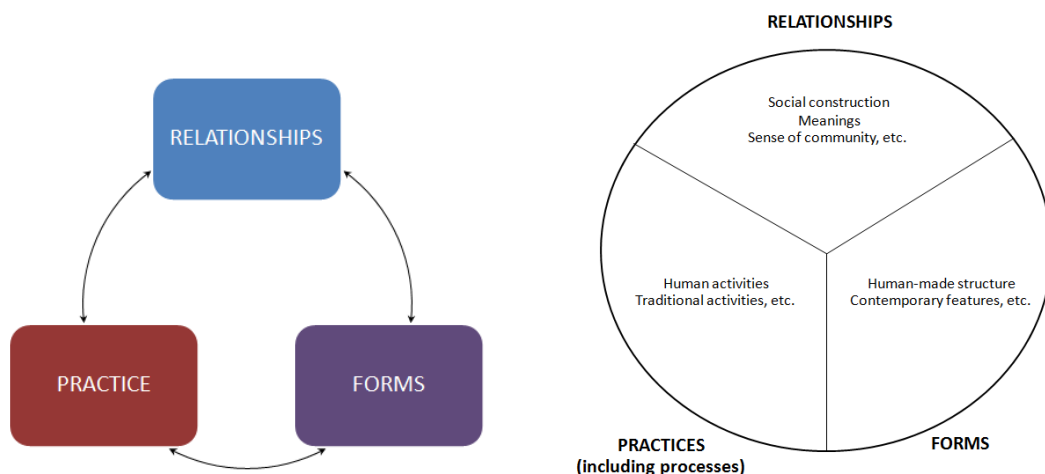 RELATIONSHIPS
PRACTICE
FORMS
RELATIONSHIPS
Social construction
Meanings
Sense of community, etc.
Human activities
Traditional activities, etc.
Human-made structure
Contemporary features, etc.
PRACTICES
(including processes)
FORMS